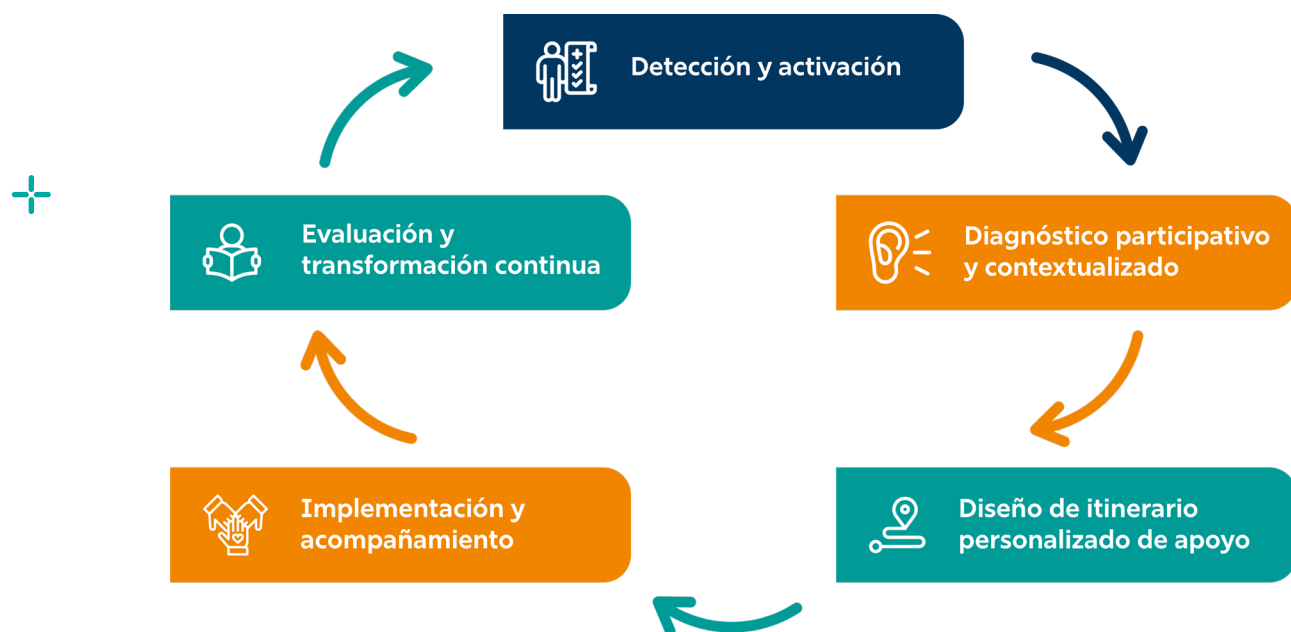 Detección y activación
Diagnóstico participativo
y contextualizado
Diseño de itinerario
personalizado de apoyo
Implementación y
acompañamiento
Evaluación y
transformación continua